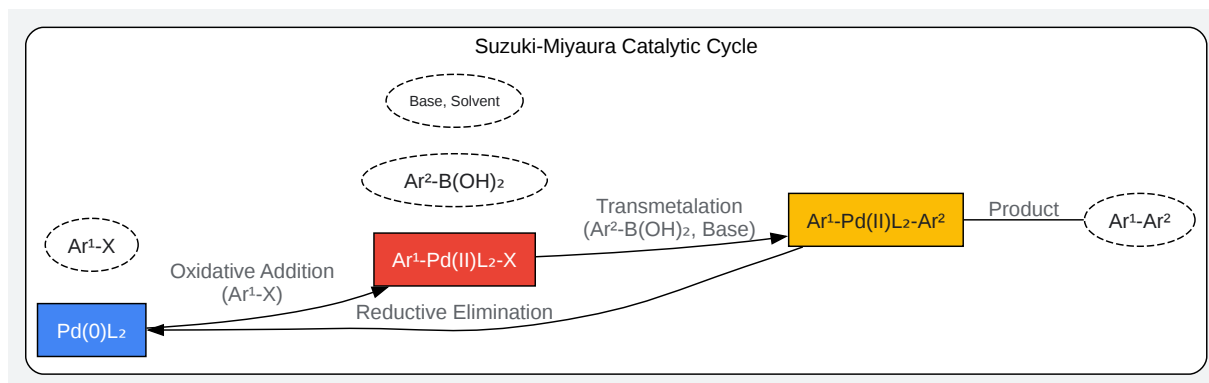 Suzuki-Miyaura Catalytic Cycle
Base, Solvent
Ar²-B(OH)₂
Ar¹-X
Oxidative Addition
(Ar¹-X)
Pd(0)L₂
Ar¹-Pd(II)L₂-X
Transmetalation
(Ar²-B(OH)₂, Base)
Reductive Elimination
Ar¹-Pd(II)L₂-Ar²
Product
Ar¹-Ar²